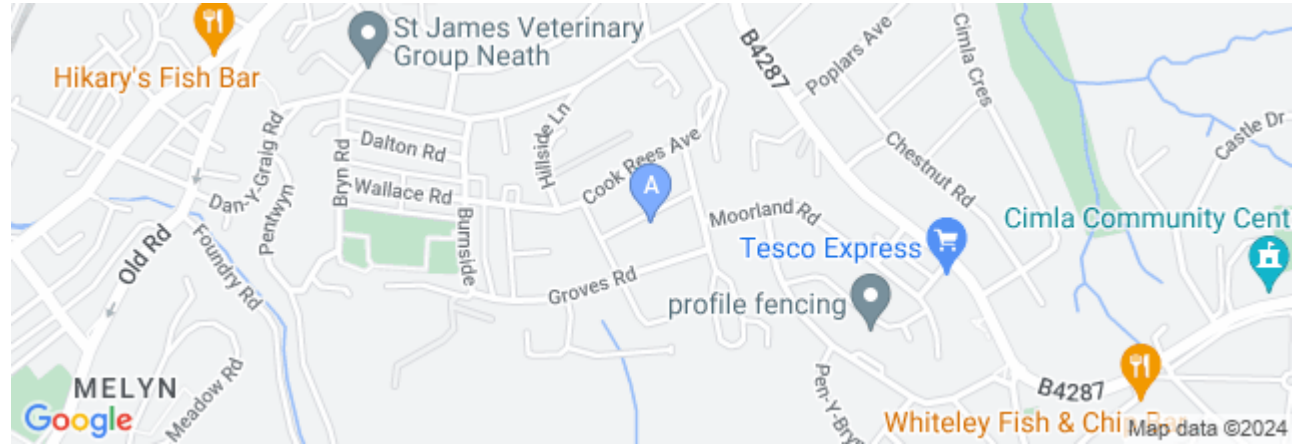 St James Veterinary
Group Neath
Hikary's Fish Bar
B4287
Poplars Ave
Cimla Cres
Castle Dr
Dan-Y-Graig Rd
Dalton Rd
Hillside Ln
Cook Rees Ave
Chestnut Rd
Bryn Rd
Wallace Rd
A
Pentwyn
Burnside
Moorland Rd
Cimla Community Cent
Old Rd
Foundry Rd
Tesco Express
Groves Rd
profile fencing
MELYN
Meadow Rd
Pen-Y-Bry
B4287
Google
Whiteley Fish & Chip Bar
Map data ©2024